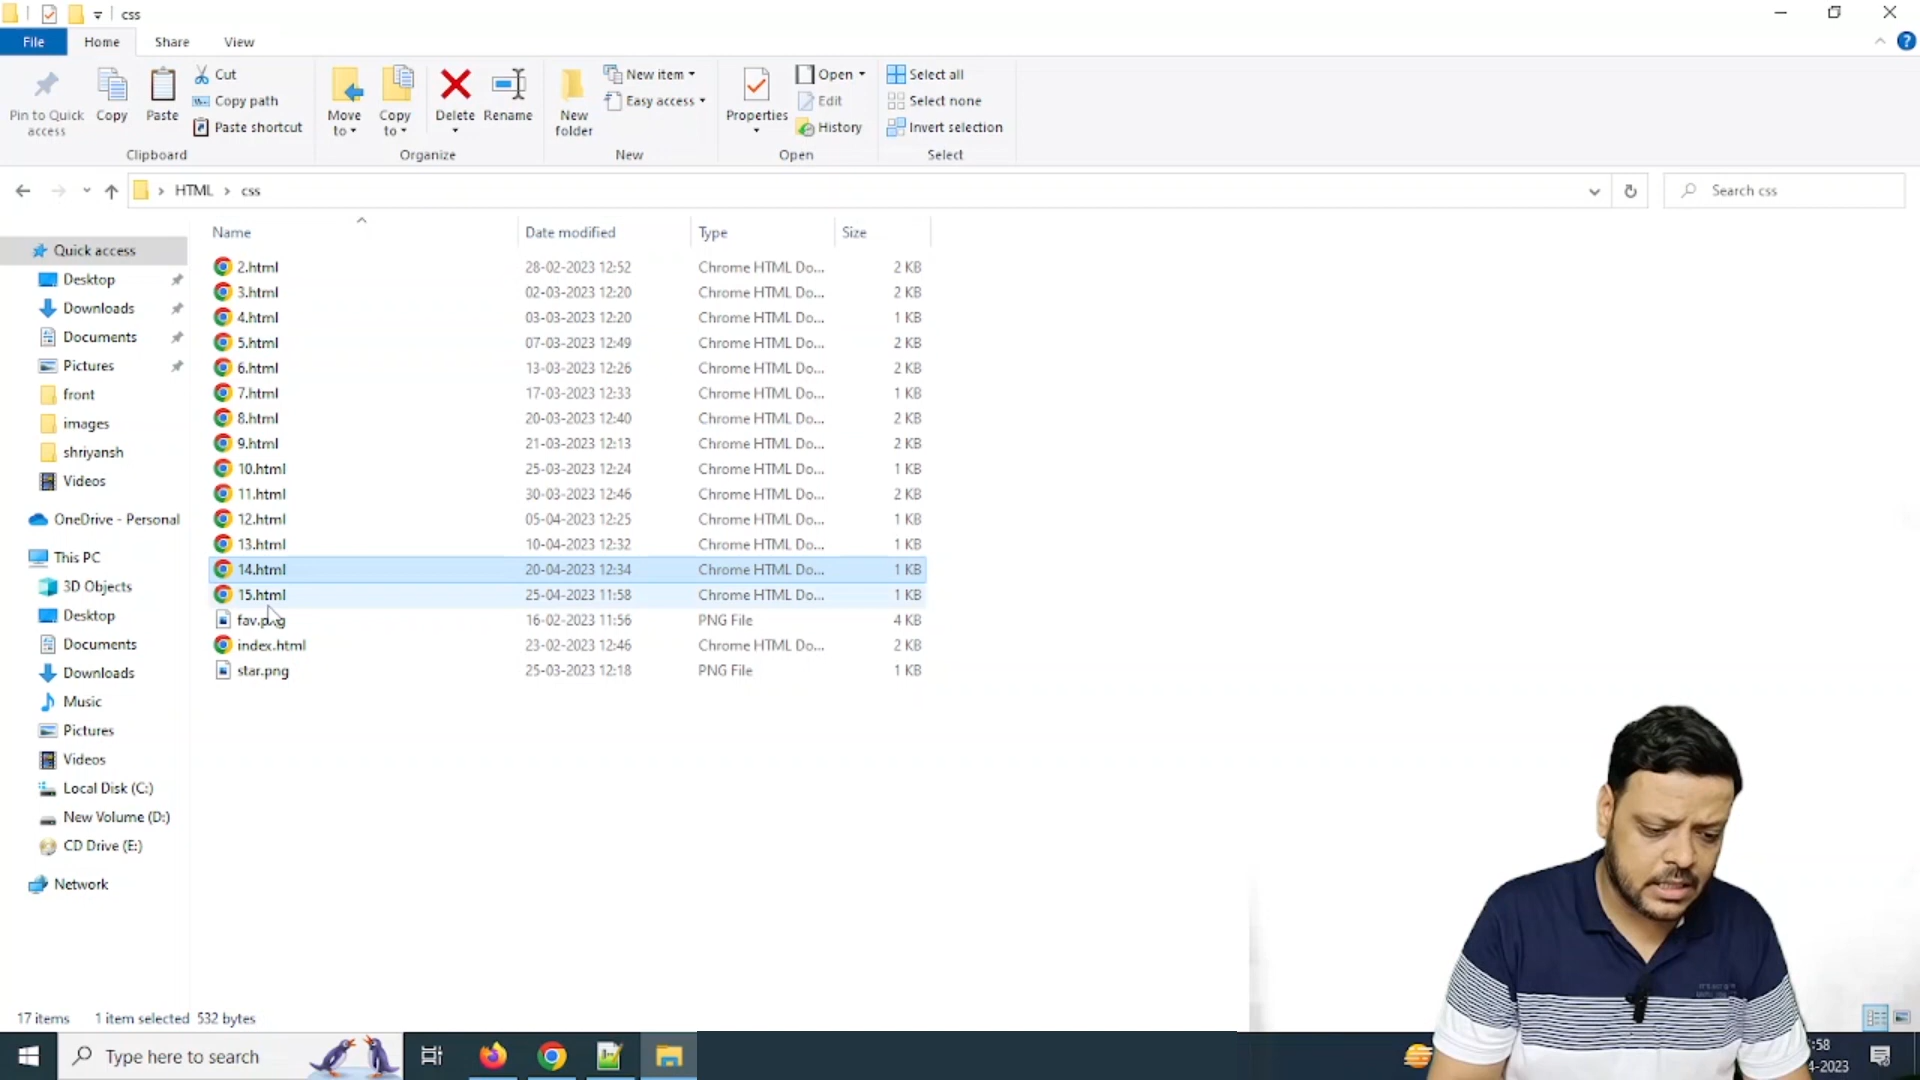 css
File Home Share View
Pin to Quick access
Copy
Paste
Cut
Copy path
Paste shortcut
Clipboard
Move to
Copy to
Delete
Rename
Organize
New folder
New item
Easy access
New
Properties
Open
Edit
History
Open
Select all
Select none
Invert selection
Select
HTML css
Search css
Name Date modified Type Size
2.html 28-02-2023 12:52 Chrome HTML Do... 2 KB
3.html 02-03-2023 12:20 Chrome HTML Do... 2 KB
4.html 03-03-2023 12:20 Chrome HTML Do... 1 KB
5.html 07-03-2023 12:49 Chrome HTML Do... 2 KB
6.html 13-03-2023 12:26 Chrome HTML Do... 2 KB
7.html 17-03-2023 12:33 Chrome HTML Do... 1 KB
8.html 20-03-2023 12:40 Chrome HTML Do... 2 KB
9.html 21-03-2023 12:13 Chrome HTML Do... 2 KB
10.html 25-03-2023 12:24 Chrome HTML Do... 1 KB
11.html 30-03-2023 12:46 Chrome HTML Do... 2 KB
12.html 05-04-2023 12:25 Chrome HTML Do... 1 KB
13.html 10-04-2023 12:32 Chrome HTML Do... 1 KB
14.html 20-04-2023 12:34 Chrome HTML Do... 1 KB
15.html 25-04-2023 11:58 Chrome HTML Do... 1 KB
fav.png 16-02-2023 11:56 PNG File 4 KB
index.html 23-02-2023 12:46 Chrome HTML Do... 2 KB
star.png 25-03-2023 12:18 PNG File 1 KB
Quick access
Desktop
Downloads
Documents
Pictures
front
images
shriyansh
Videos
OneDrive - Personal
This PC
3D Objects
Desktop
Documents
Downloads
Music
Pictures
Videos
Local Disk (C:)
New Volume (D:)
CD Drive (E:)
Network
17 items 1 item selected 532 bytes
Type here to search
:58
4-2023